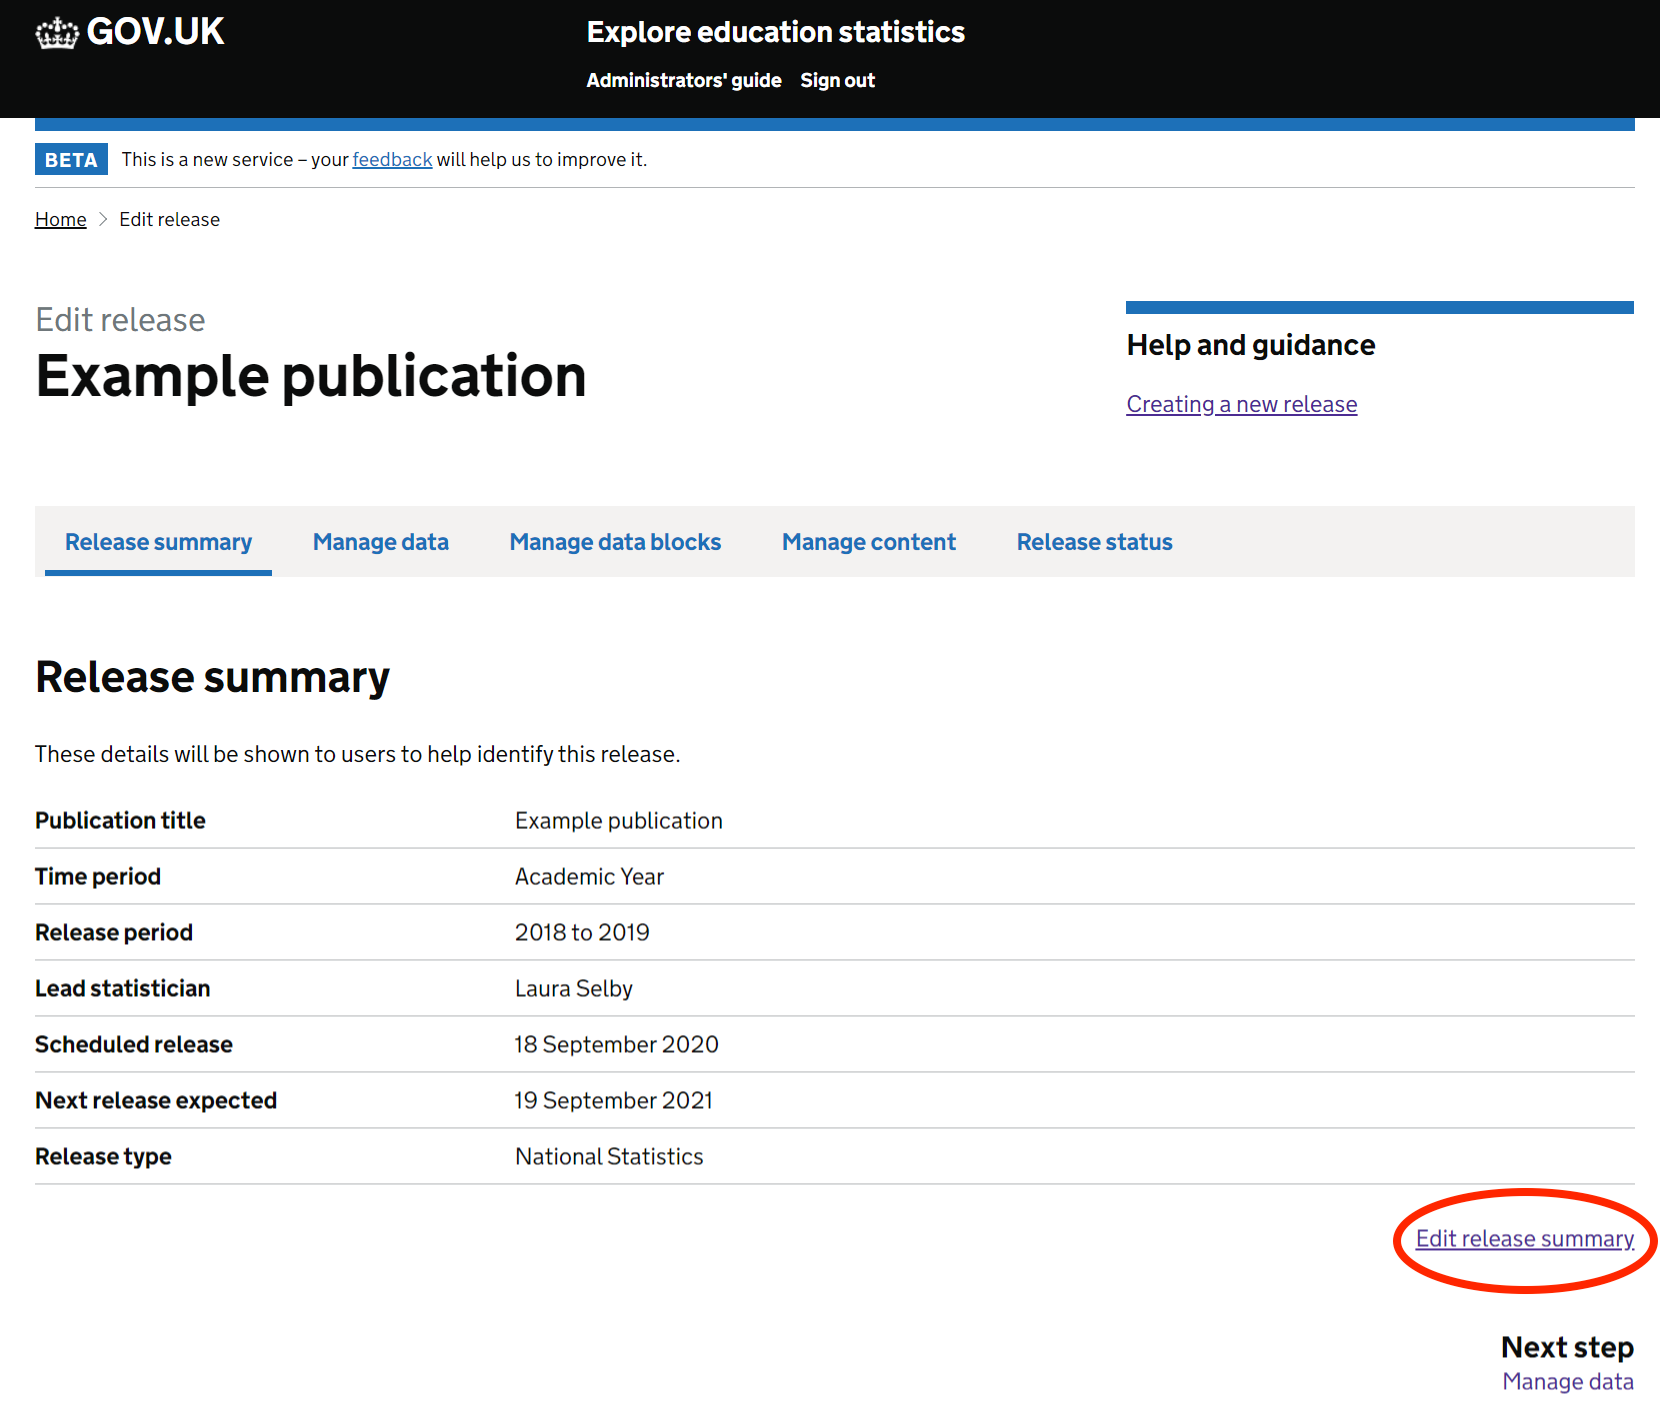 GOV.UK
Explore education statistics
Administrators' guide Sign out
BETA This is a new service – your feedback will help us to improve it.
Home > Edit release
Edit release
Example publication
Help and guidance
Creating a new release
Release summary Manage data Manage data blocks Manage content Release status
Release summary
These details will be shown to users to help identify this release.
Publication title Example publication
Time period Academic Year
Release period 2018 to 2019
Lead statistician Laura Selby
Scheduled release 18 September 2020
Next release expected 19 September 2021
Release type National Statistics
Edit release summary
Next step
Manage data